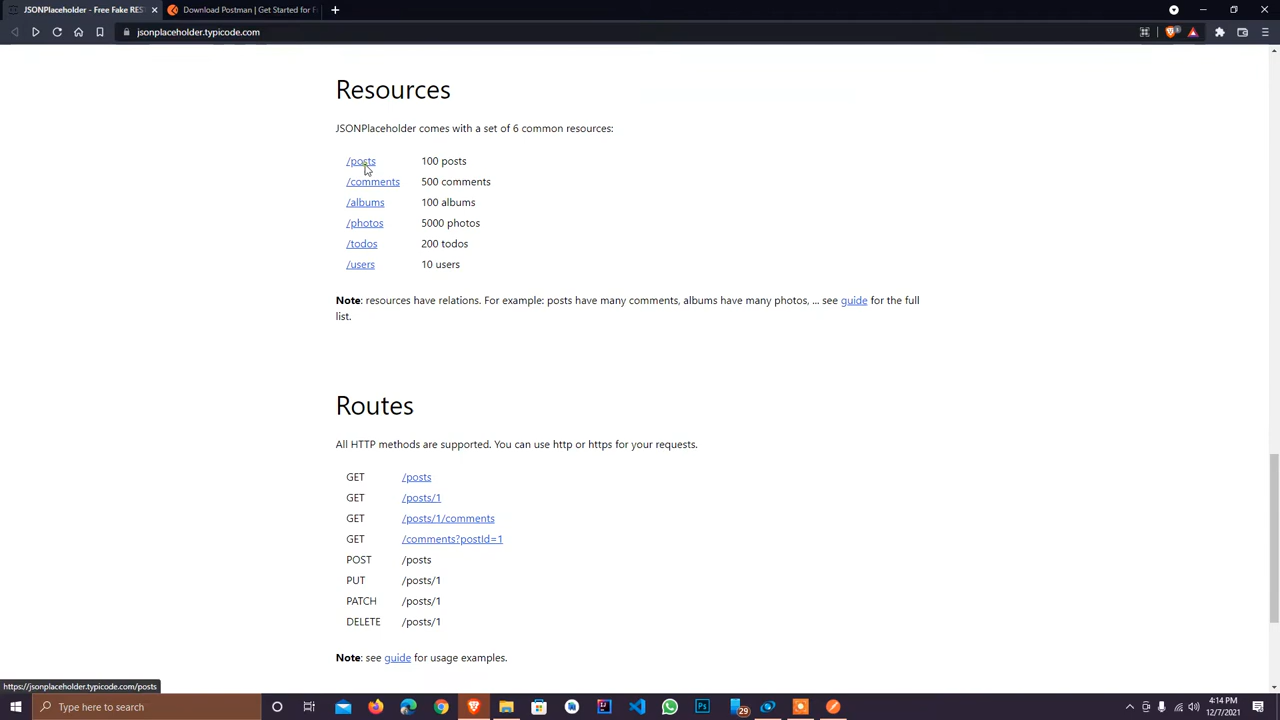 JSONPlaceholder - Free Fake RES
Download Postman | Get Started for F
jsonplaceholder.typicode.com
Resources
JSONPlaceholder comes with a set of 6 common resources:
/posts 100 posts
/comments 500 comments
/albums 100 albums
/photos 5000 photos
/todos 200 todos
/users 10 users
Note: resources have relations. For example: posts have many comments, albums have many photos, ... see guide for the full
list.
Routes
All HTTP methods are supported. You can use http or https for your requests.
GET /posts
GET /posts/1
GET /posts/1/comments
GET /comments?postId=1
POST /posts
PUT /posts/1
PATCH /posts/1
DELETE /posts/1
Note: see guide for usage examples.
https://jsonplaceholder.typicode.com/posts
Type here to search
29
4:14 PM
12/7/2021